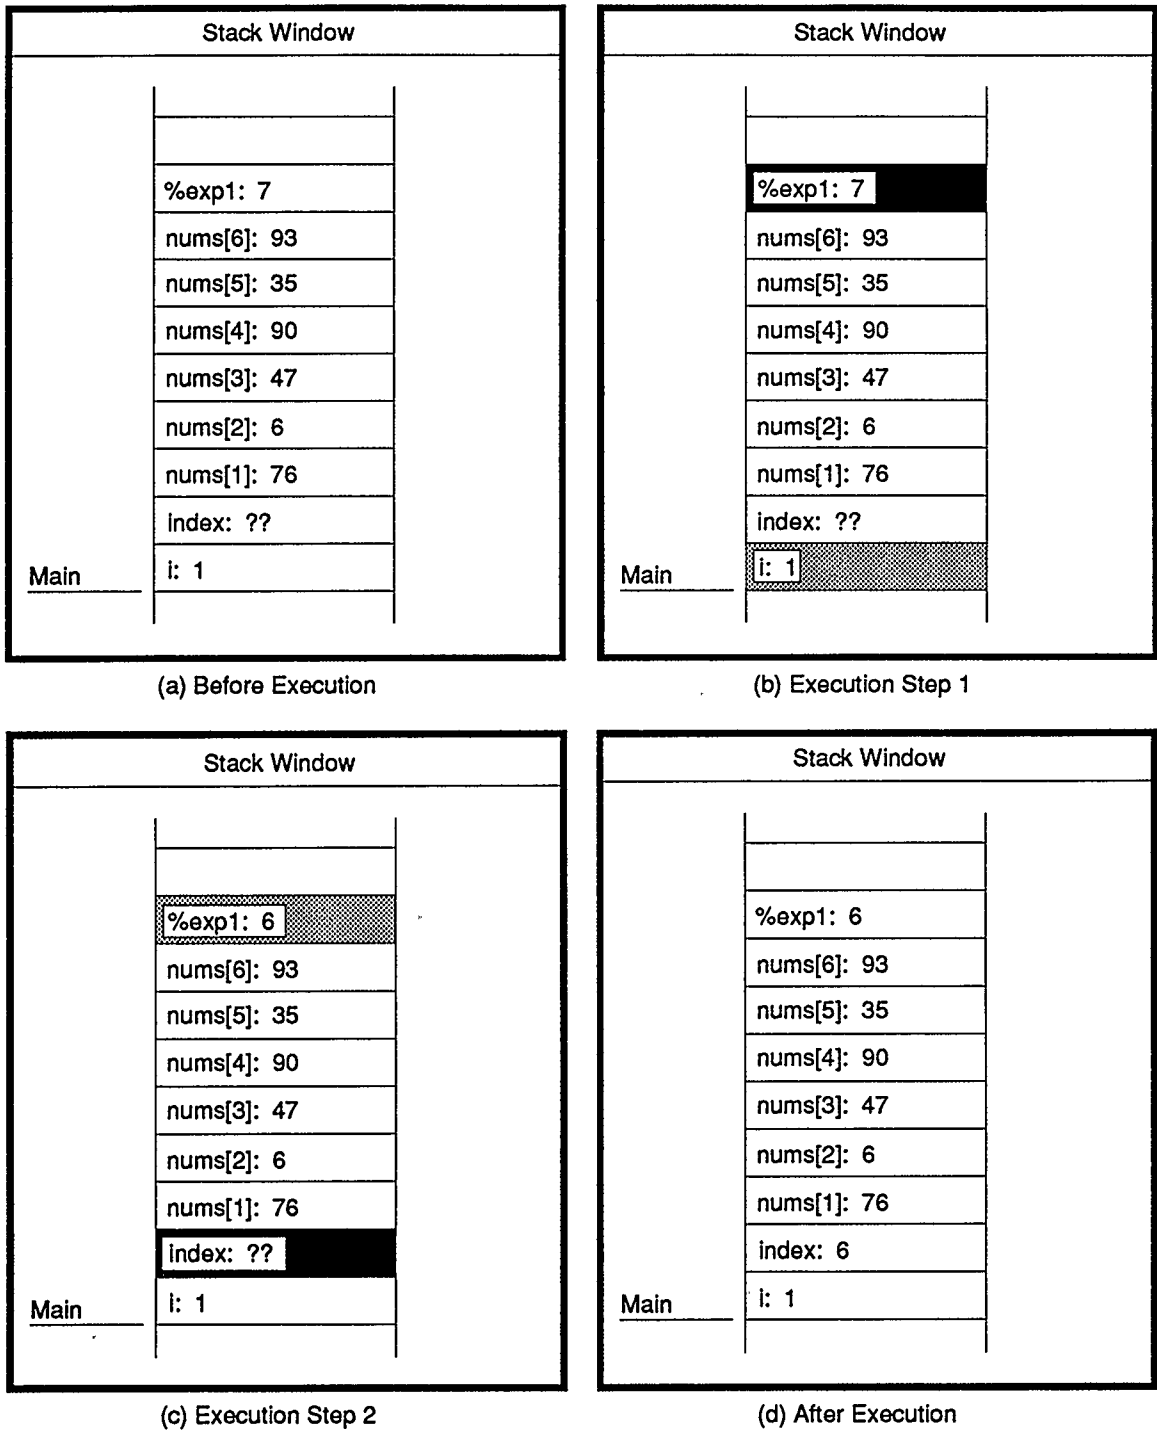 Stack Window
%exp1: 7
nums[6]: 93
nums[5]: 35
nums[4]: 90
nums[3]: 47
nums[2]: 6
nums[1]: 76
index: ??
Main i: 1
(a) Before Execution
Stack Window
%exp1: 7
nums[6]: 93
nums[5]: 35
nums[4]: 90
nums[3]: 47
nums[2]: 6
nums[1]: 76
index: ??
Main i: 1
(b) Execution Step 1
Stack Window
%exp1: 6
nums[6]: 93
nums[5]: 35
nums[4]: 90
nums[3]: 47
nums[2]: 6
nums[1]: 76
index: ??
Main i: 1
(c) Execution Step 2
Stack Window
%exp1: 6
nums[6]: 93
nums[5]: 35
nums[4]: 90
nums[3]: 47
nums[2]: 6
nums[1]: 76
index: 6
Main i: 1
(d) After Execution